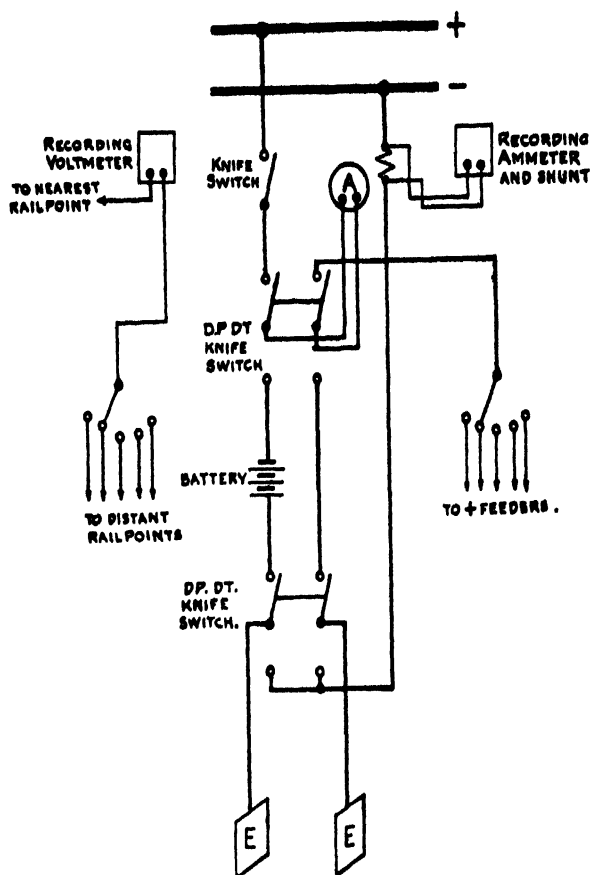 +
-
RECORDING
VOLTMETER
TO NEAREST
RAILPOINT
KNIFE
SWITCH
A
RECORDING
AMMETER
AND SHUNT
D.P DT
KNIFE
SWITCH
BATTERY
TO DISTANT
RAILPOINTS
TO + FEEDERS.
DP. DT.
KNIFE
SWITCH.
E
E